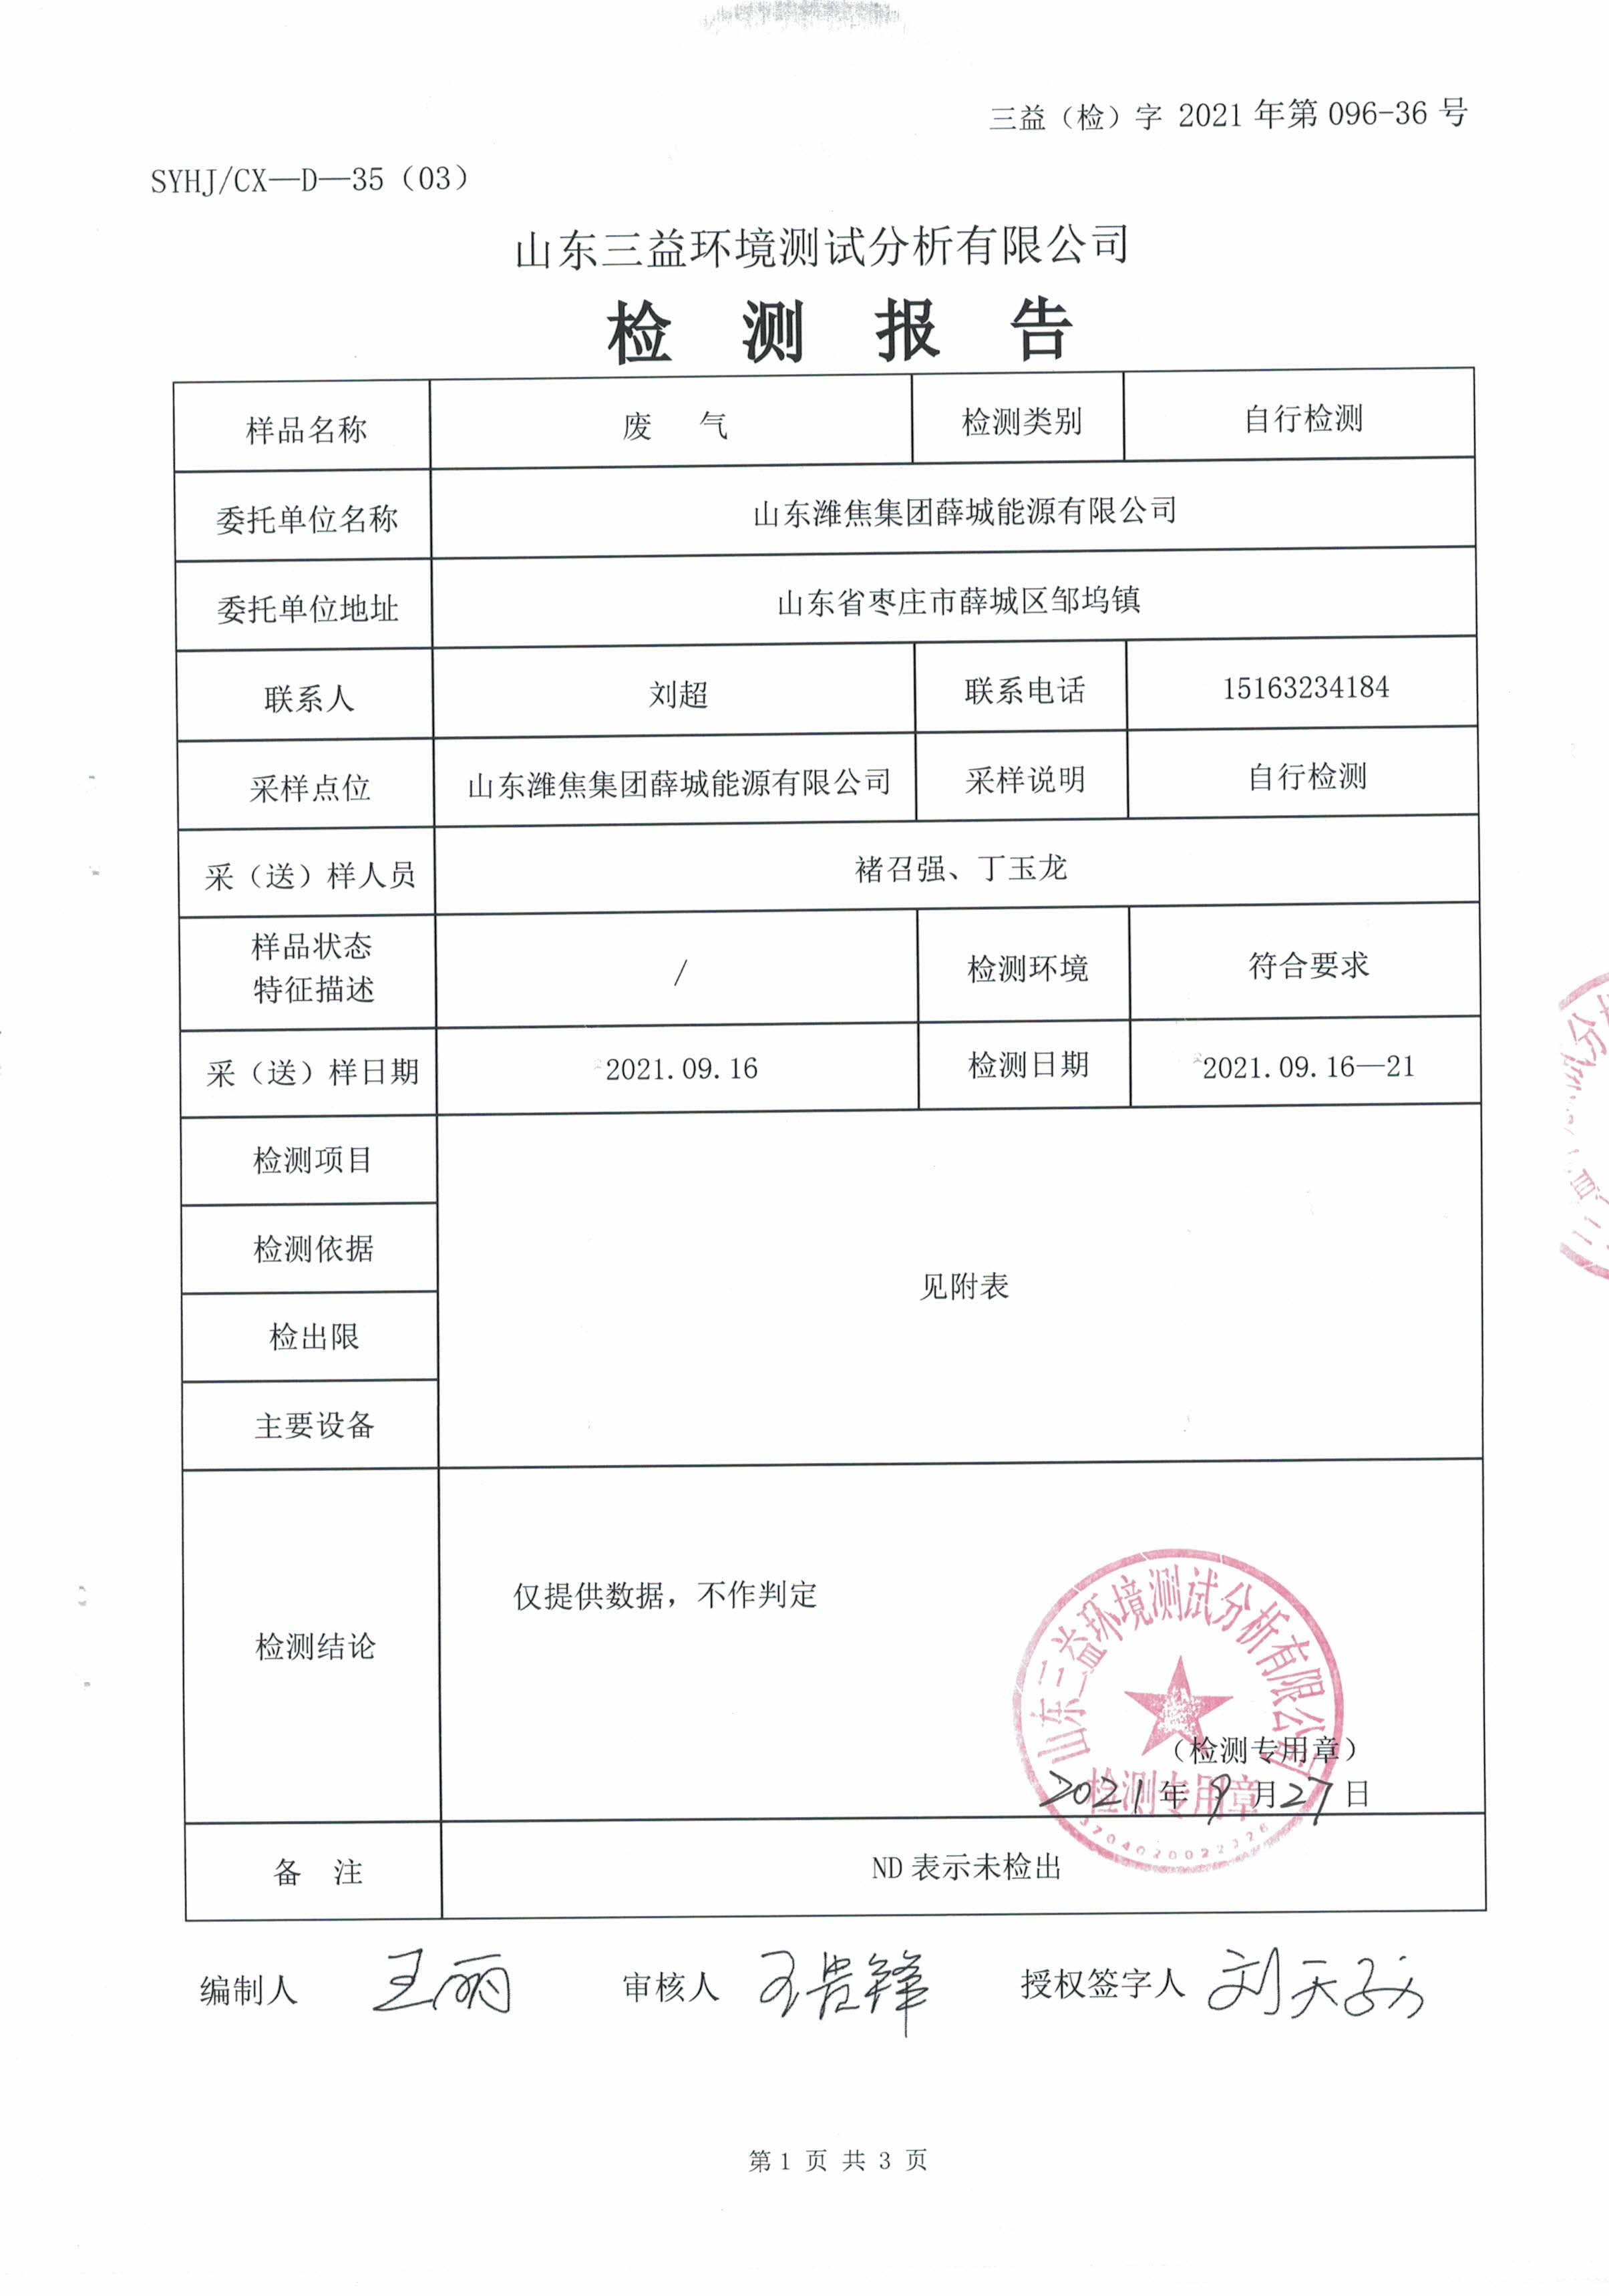 三益（检）字 2021 年第 096-36 号
SYHJ/CX—D—35（03）
山东三益环境测试分析有限公司
检 测 报 告
样品名称 废 气 检测类别 自行检测
委托单位名称 山东潍焦集团薛城能源有限公司
委托单位地址 山东省枣庄市薛城区邹坞镇
联系人 刘超 联系电话 15163234184
采样点位 山东潍焦集团薛城能源有限公司 采样说明 自行检测
采（送）样人员 褚召强、丁玉龙
样品状态
特征描述 / 检测环境 符合要求
采（送）样日期 2021.09.16 检测日期 2021.09.16—21
检测项目
检测依据
见附表
检出限
主要设备
仅提供数据，不作判定
检测结论
山东三益环境测试分析有限公司
（检测专用章）
检测专用章
2021 年 9 月 27 日
备 注 ND 表示未检出
编制人 王丽 审核人 王贵锋 授权签字人
第 1 页 共 3 页